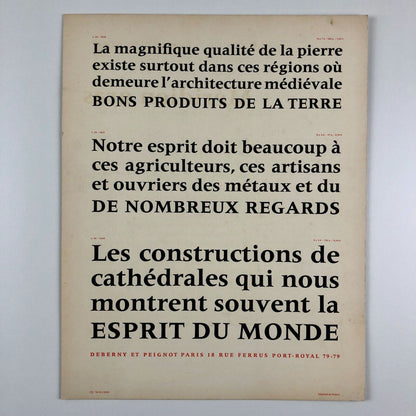 La magnifique qualité de la pierre
existe surtout dans ces régions où
demeure l'architecture médiévale
BONS PRODUITS DE LA TERRE
Notre esprit doit beaucoup à
ces agriculteurs, ces artisans
et ouvriers des métaux et du
DE NOMBREUX REGARDS
Les constructions de
cathédrales qui nous
montrent souvent la
ESPRIT DU MONDE
DEBERNY ET PEIGNOT PARIS 18 RUE FERRUS PORT-ROYAL 79-79